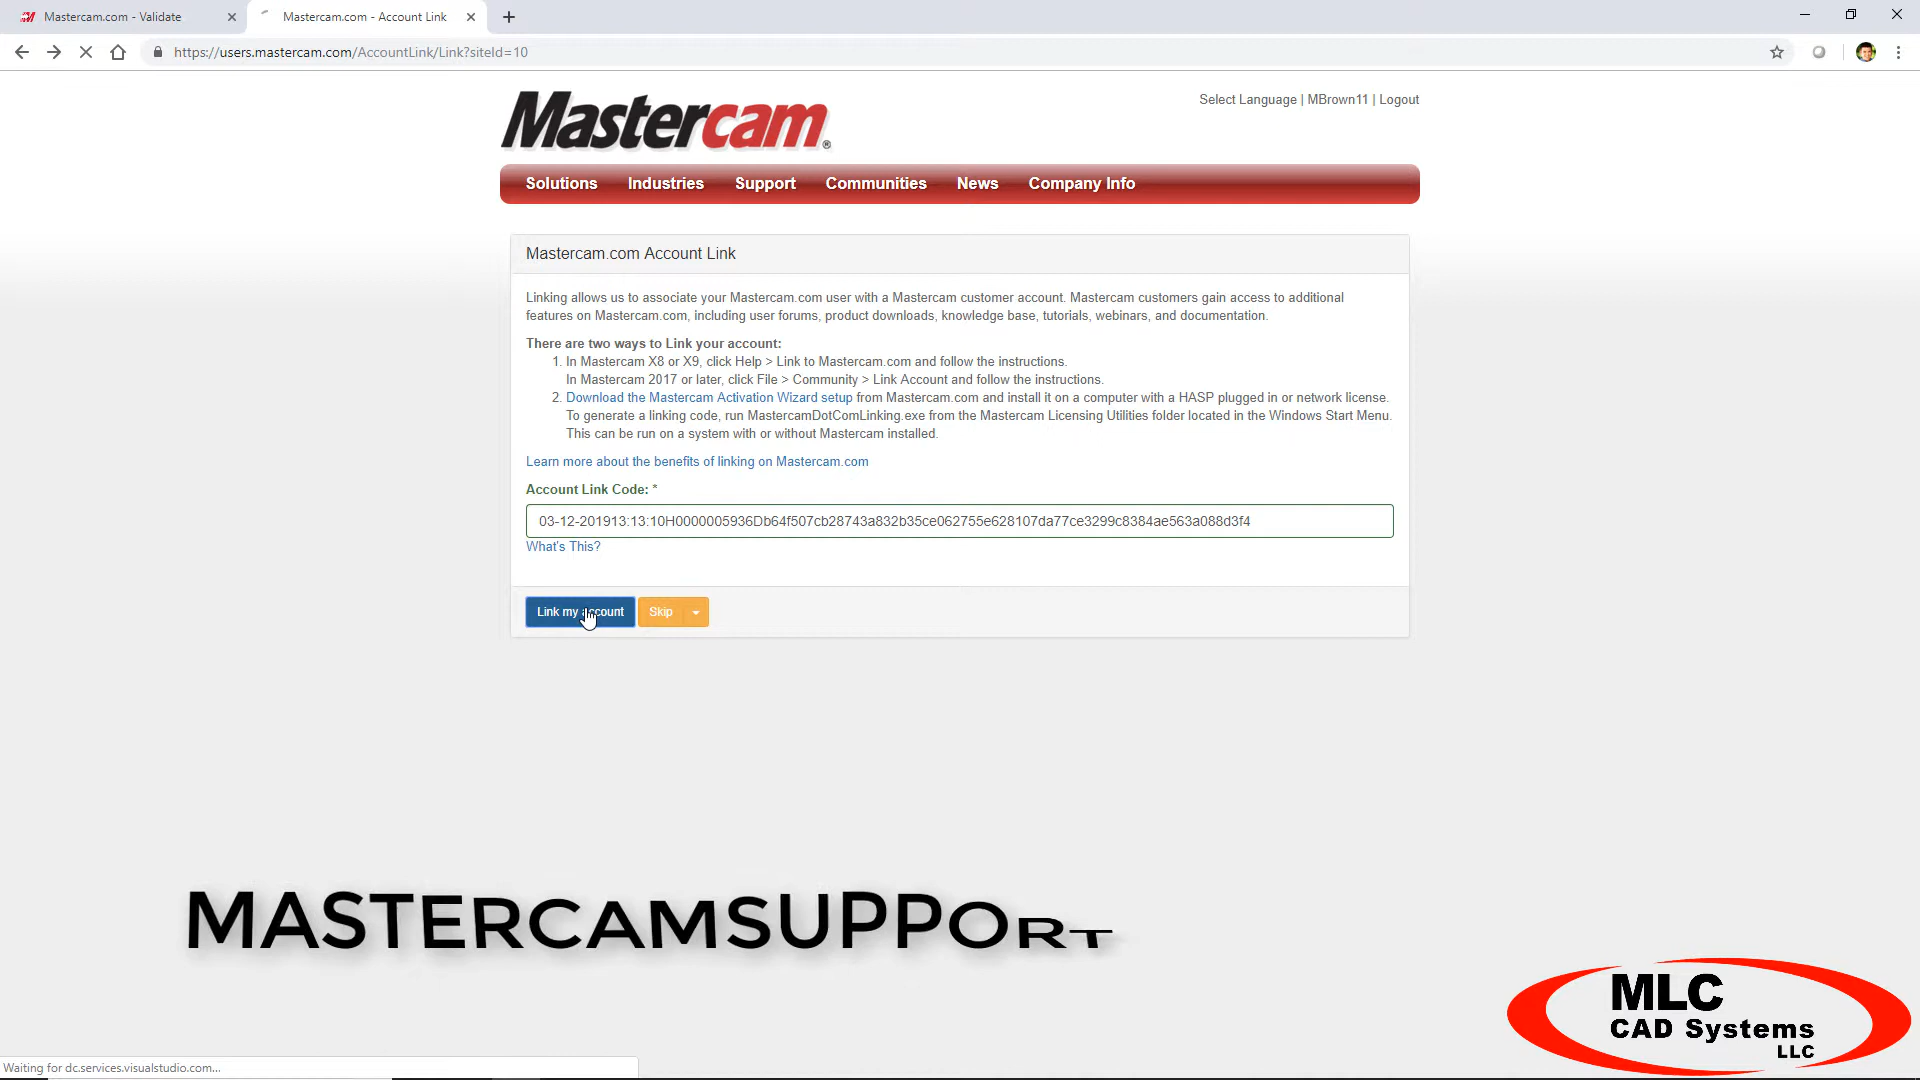 Mastercam.com - Validate
Mastercam.com - Account Link
https://users.mastercam.com/AccountLink/Link?siteId=10
Mastercam®
Select Language | MBrown11 | Logout
Solutions Industries Support Communities News Company Info
Mastercam.com Account Link
Linking allows us to associate your Mastercam.com user with a Mastercam customer account. Mastercam customers gain access to additional
features on Mastercam.com, including user forums, product downloads, knowledge base, tutorials, webinars, and documentation.
There are two ways to Link your account:
1. In Mastercam X8 or X9, click Help > Link to Mastercam.com and follow the instructions.
In Mastercam 2017 or later, click File > Community > Link Account and follow the instructions.
2. Download the Mastercam Activation Wizard setup from Mastercam.com and install it on a computer with a HASP plugged in or network license.
To generate a linking code, run MastercamDotComLinking.exe from the Mastercam Licensing Utilities folder located in the Windows Start Menu.
This can be run on a system with or without Mastercam installed.
Learn more about the benefits of linking on Mastercam.com
Account Link Code: *
03-12-201913:13:10H0000005936Db64f507cb28743a832b35ce062755e628107da77ce3299c8384ae563a088d3f4
What's This?
Link my account Skip
MASTERCAMSUPPORT
MLC
CAD Systems
LLC
Waiting for dc.services.visualstudio.com...